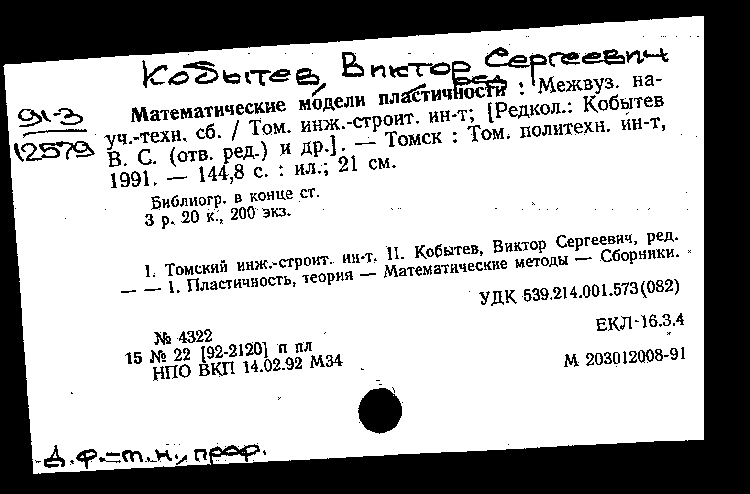 Кобытев, Виктор Сергеевич
ред.
91-3
12579
Математические модели пластичности : Межвуз. на-
уч.-техн. сб. / Том. инж.-строит. ин-т; [Редкол.: Кобытев
В. С. (отв. ред.) и др.]. — Томск : Том. политехн. ин-т,
1991. — 144,8 с. : ил.; 21 см.
Библиогр. в конце ст.
3 р. 20 к., 200 экз.
I. Томский инж.-строит. ин-т. II. Кобытев, Виктор Сергеевич, ред.
— — 1. Пластичность, теория — Математические методы — Сборники.
УДК 539.214.001.573(082)
№ 4322
ЕКЛ-16.3.4
15 № 22 [92-2120] п пл
НПО ВКП 14.02.92 М34
М 203012008-91
Д. ф.-т. н., проф.